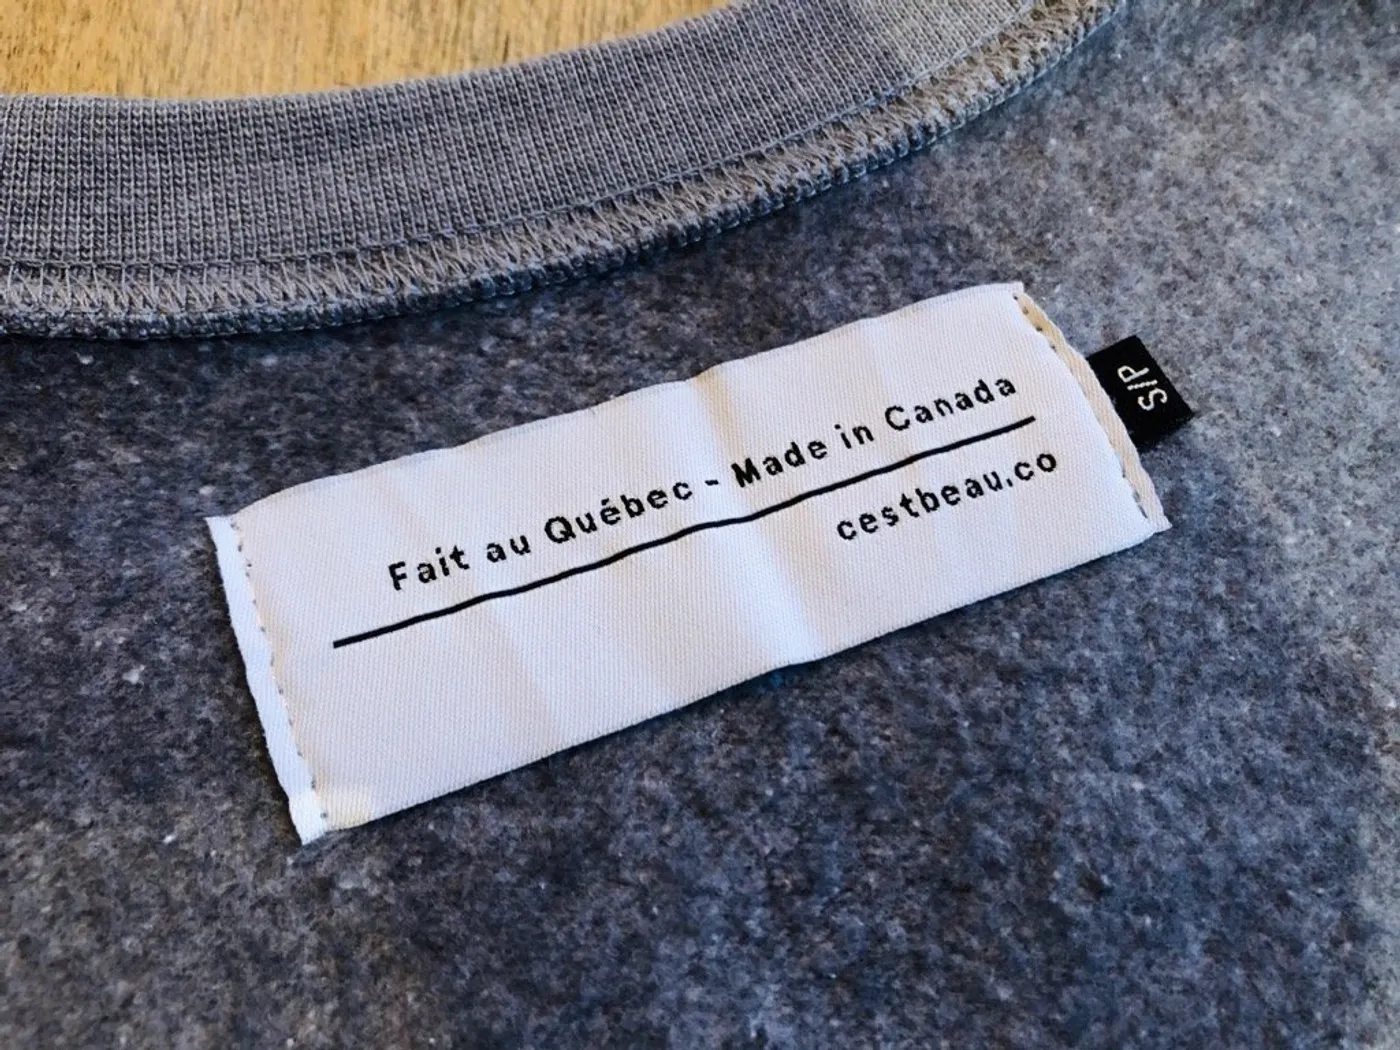 Fait au Québec - Made in Canada
cestbeau.co
S/P